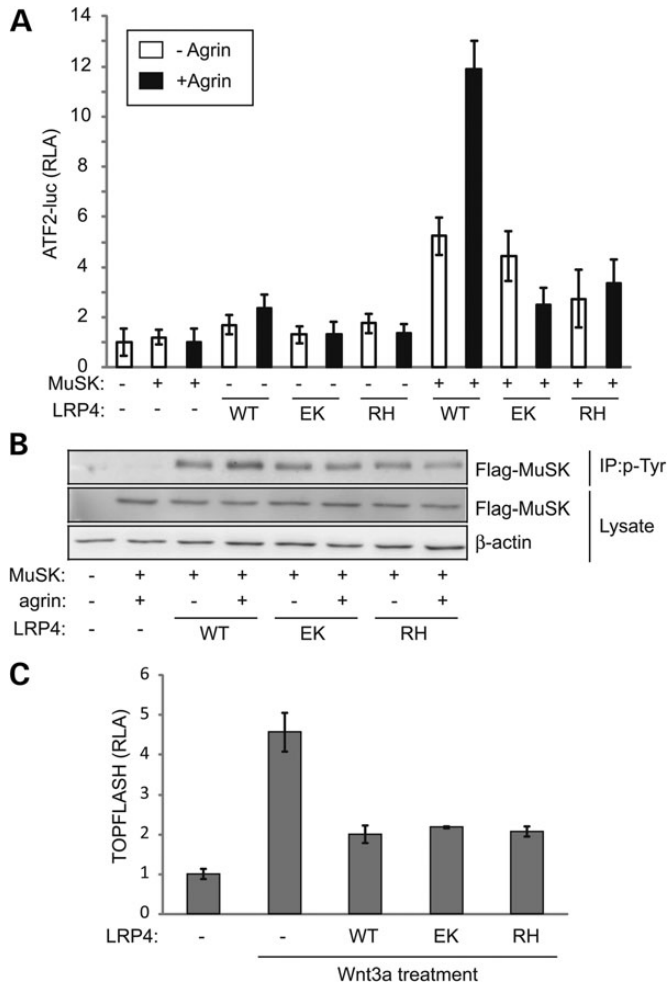 A
14
12
10
8
6
4
2
0
ATF2-luc (RLA)
- Agrin
+Agrin
MuSK: - + + - - - - - - + + + + + +
LRP4: - - - WT EK RH WT EK RH
B
Flag-MuSK IP:p-Tyr
Flag-MuSK
Lysate
β-actin
MuSK: - + + + + + + +
agrin: - + - + - + - +
LRP4: - - WT EK RH
C
6
5
4
3
2
1
0
TOPFLASH (RLA)
LRP4: - - WT EK RH
Wnt3a treatment